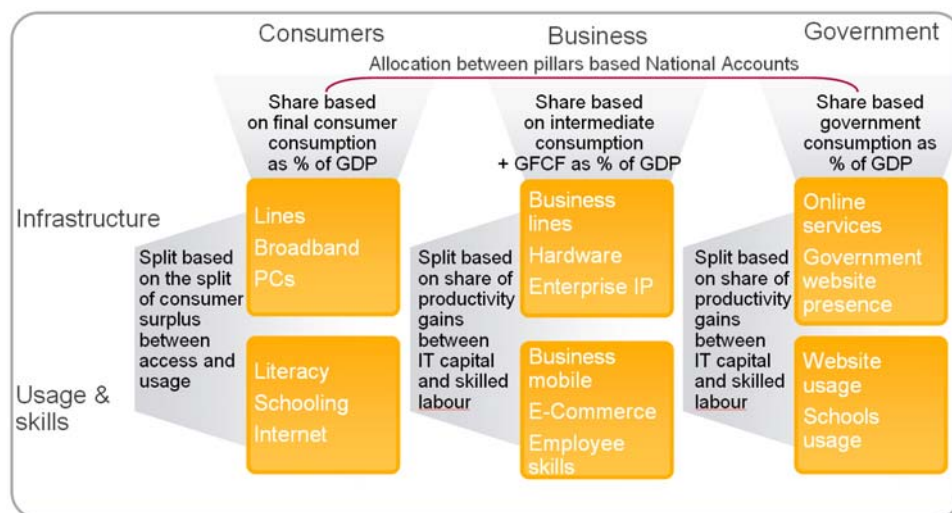 Consumers
Business
Government
Allocation between pillars based National Accounts
Share based
on final consumer
consumption
as % of GDP
Share based
on intermediate
consumption
+ GFCF as % of GDP
Share based
government
consumption as
% of GDP
Infrastructure
Split based
on the split
of consumer
surplus
between
access and
usage
Lines
Broadband
PCs
Split based
on share of
productivity
gains
between
IT capital
and skilled
labour
Business
lines
Hardware
Enterprise IP
Split based
on share of
productivity
gains
between
IT capital
and skilled
labour
Online
services
Government
website
presence
Usage &
skills
Literacy
Schooling
Internet
Business
mobile
E-Commerce
Employee
skills
Website
usage
Schools
usage